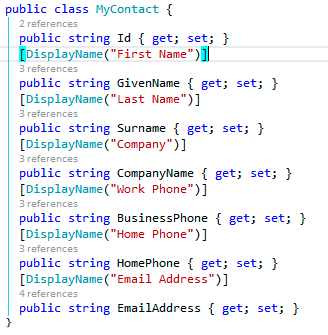 public class MyContact {
2 references
public string Id { get; set; }
[DisplayName("First Name")]
3 references
public string GivenName { get; set; }
[DisplayName("Last Name")]
3 references
public string Surname { get; set; }
[DisplayName("Company")]
3 references
public string CompanyName { get; set; }
[DisplayName("Work Phone")]
3 references
public string BusinessPhone { get; set; }
[DisplayName("Home Phone")]
3 references
public string HomePhone { get; set; }
[DisplayName("Email Address")]
4 references
public string EmailAddress { get; set; }
}